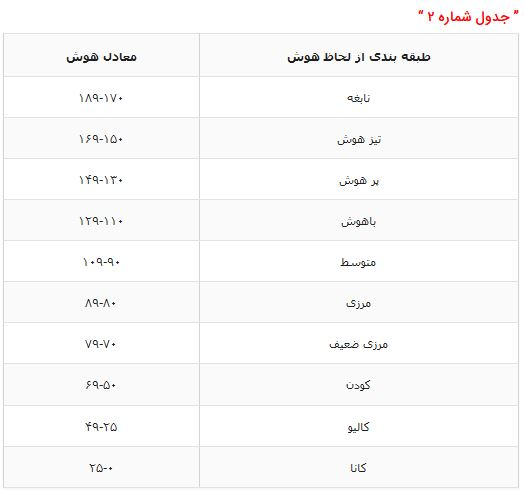 ” جدول شماره ۲ “
طبقه بندی از لحاظ هوش	معادل هوش
نابغه	۱۸۹-۱۷۰
تیز هوش	۱۶۹-۱۵۰
پر هوش	۱۴۹-۱۳۰
باهوش	۱۲۹-۱۱۰
متوسط	۱۰۹-۹۰
مرزی	۸۹-۸۰
مرزی ضعیف	۷۹-۷۰
کودن	۶۹-۵۰
کالیو	۴۹-۲۵
کانا	۲۵-۰